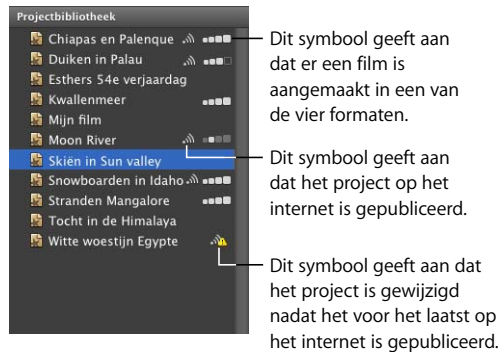 Projectbibliotheek
Chiapas en Palenque
Duiken in Palau
Esthers 54e verjaardag
Kwallenmeer
Mijn film
Moon River
Skiën in Sun valley
Snowboarden in Idaho
Stranden Mangalore
Tocht in de Himalaya
Witte woestijn Egypte
Dit symbool geeft aan
dat er een film is
aangemaakt in een van
de vier formaten.
Dit symbool geeft aan
dat het project op het
internet is gepubliceerd.
Dit symbool geeft aan dat
het project is gewijzigd
nadat het voor het laatst op
het internet is gepubliceerd.